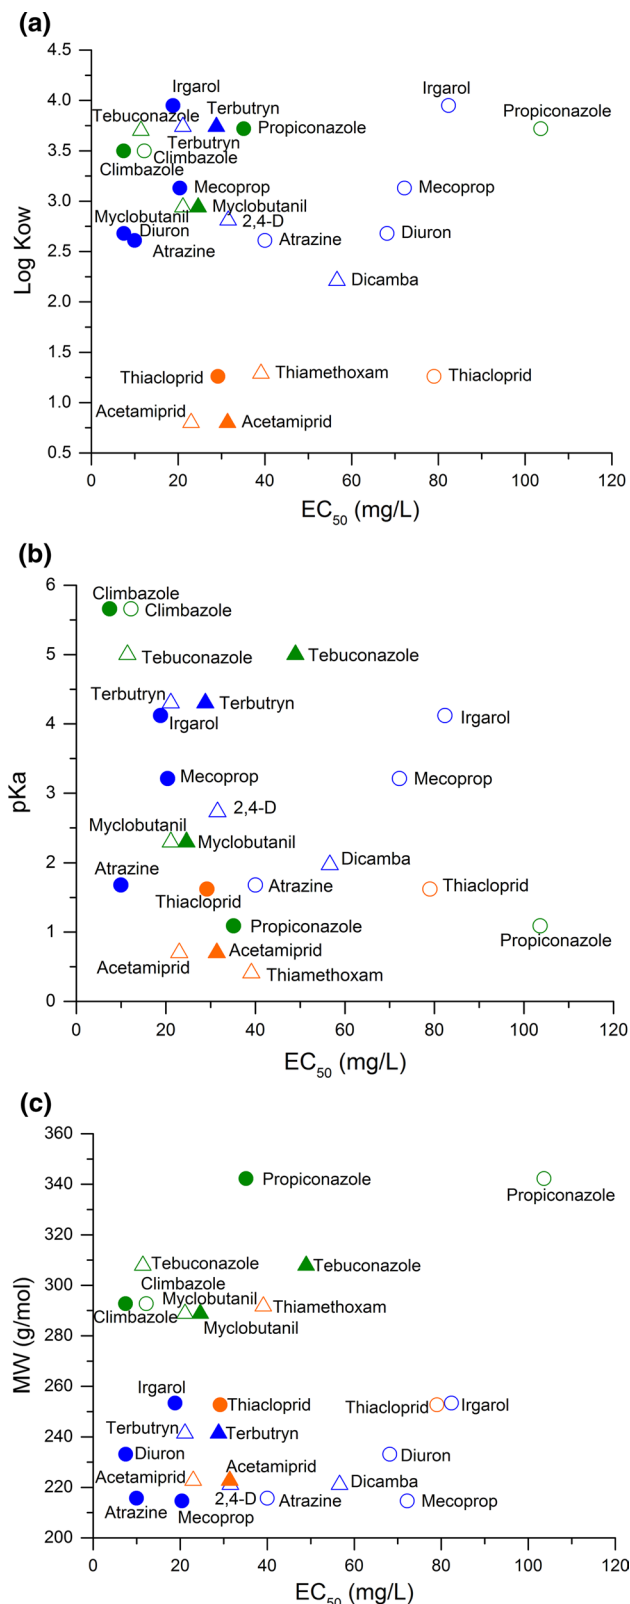 (a)
4.5
4.0
3.5
3.0
2.5
2.0
1.5
1.0
0.5
Log Kow
Irgarol
Irgarol
Tebuconazole
Terbutryn
Propiconazole
Propiconazole
Terbutryn
Climbazole
Climbazole
Mecoprop
Mecoprop
Myclobutanil
Myclobutanil
2,4-D
Diuron
Diuron
Atrazine
Atrazine
Dicamba
Thiacloprid
Thiamethoxam
Thiacloprid
Acetamiprid
Acetamiprid
0 20 40 60 80 100 120
EC50 (mg/L)
(b)
6
5
4
3
2
1
0
pKa
Climbazole
Climbazole
Tebuconazole
Tebuconazole
Terbutryn
Terbutryn
Irgarol
Irgarol
Mecoprop
Mecoprop
2,4-D
Myclobutanil
Myclobutanil
Dicamba
Atrazine
Atrazine
Thiacloprid
Thiacloprid
Propiconazole
Propiconazole
Acetamiprid
Acetamiprid
Thiamethoxam
0 20 40 60 80 100 120
EC50 (mg/L)
(c)
360
340
320
300
280
260
240
220
200
MW (g/mol)
Propiconazole
Propiconazole
Tebuconazole
Tebuconazole
Climbazole
Myclobutanil
Thiamethoxam
Climbazole
Myclobutanil
Irgarol
Thiacloprid
Thiacloprid
Irgarol
Terbutryn
Terbutryn
Diuron
Diuron
Acetamiprid
Acetamiprid
Dicamba
2,4-D
Atrazine
Atrazine
Mecoprop
Mecoprop
0 20 40 60 80 100 120
EC50 (mg/L)